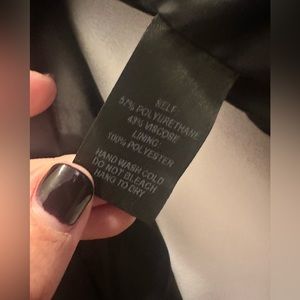 SELF:
57% POLYURETHANE
43% VISCOSE
LINING:
100% POLYESTER
HAND WASH COLD
DO NOT BLEACH
HANG TO DRY